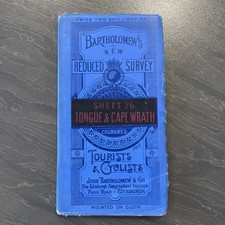 PRICE TWO SHILLINGS NET
BARTHOLOMEW'S
NEW
REDUCED SURVEY
SHEET 26
TONGUE & CAPE WRATH
COLOURED
TOURISTS
& CYCLISTS
JOHN BARTHOLOMEW & CO
The Edinburgh Geographical Institute
PARK ROAD - EDINBURGH
MOUNTED ON CLOTH